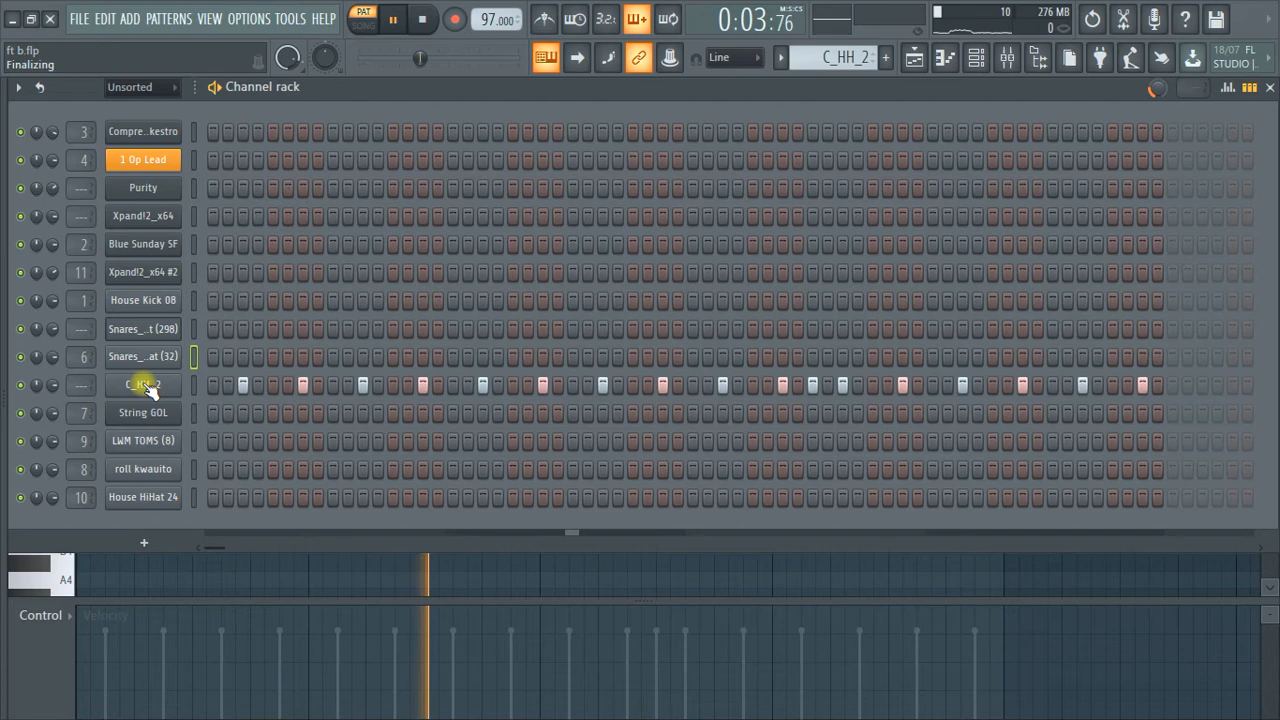 FILE EDIT ADD PATTERNS VIEW OPTIONS TOOLS HELP
PAT
SONG
97.000
3.2.
0:03:76
M:S:CS
10
276 MB
0
ft b.flp
Finalizing
Line
C_HH_2
18/07 FL
STUDIO |..
Unsorted
Channel rack
3 Compre..kestro
4 1 Op Lead
--- Purity
--- Xpand!2_x64
2 Blue Sunday SF
11 Xpand!2_x64 #2
1 House Kick 08
--- Snares_..t (298)
6 Snares_..at (32)
--- C_HH_2
7 String GOL
9 LWM TOMS (8)
8 roll kwauito
10 House HiHat 24
+
A4
Control
Velocity